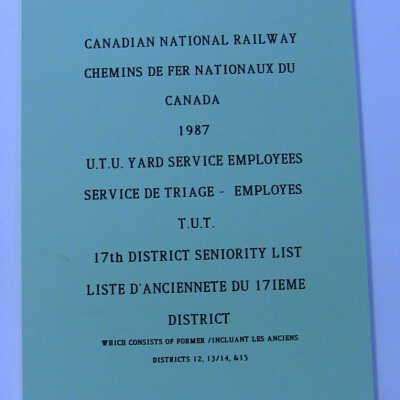 CANADIAN NATIONAL RAILWAY
CHEMINS DE FER NATIONAUX DU
CANADA
1987
U.T.U. YARD SERVICE EMPLOYEES
SERVICE DE TRIAGE - EMPLOYES
T.U.T.
17th DISTRICT SENIORITY LIST
LISTE D'ANCIENNETE DU 17IEME
DISTRICT
WHICH CONSISTS OF FORMER /INCLUANT LES ANCIENS
DISTRICTS 12, 13/14, &15